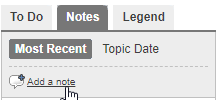 To Do Notes Legend
Most Recent Topic Date
Add a note